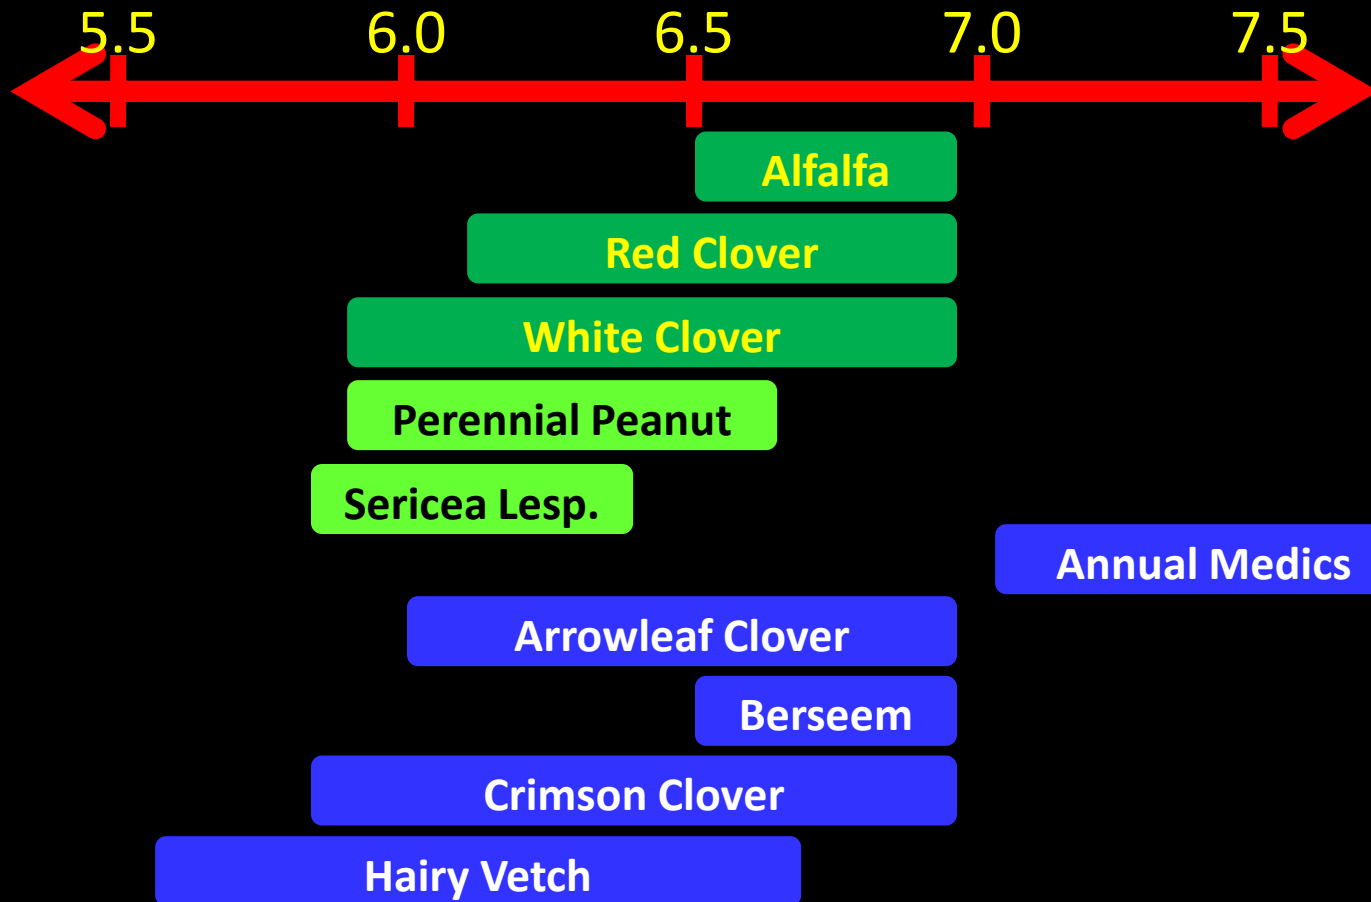 5.5 6.0 6.5 7.0 7.5
Alfalfa
Red Clover
White Clover
Perennial Peanut
Sericea Lesp.
Annual Medics
Arrowleaf Clover
Berseem
Crimson Clover
Hairy Vetch